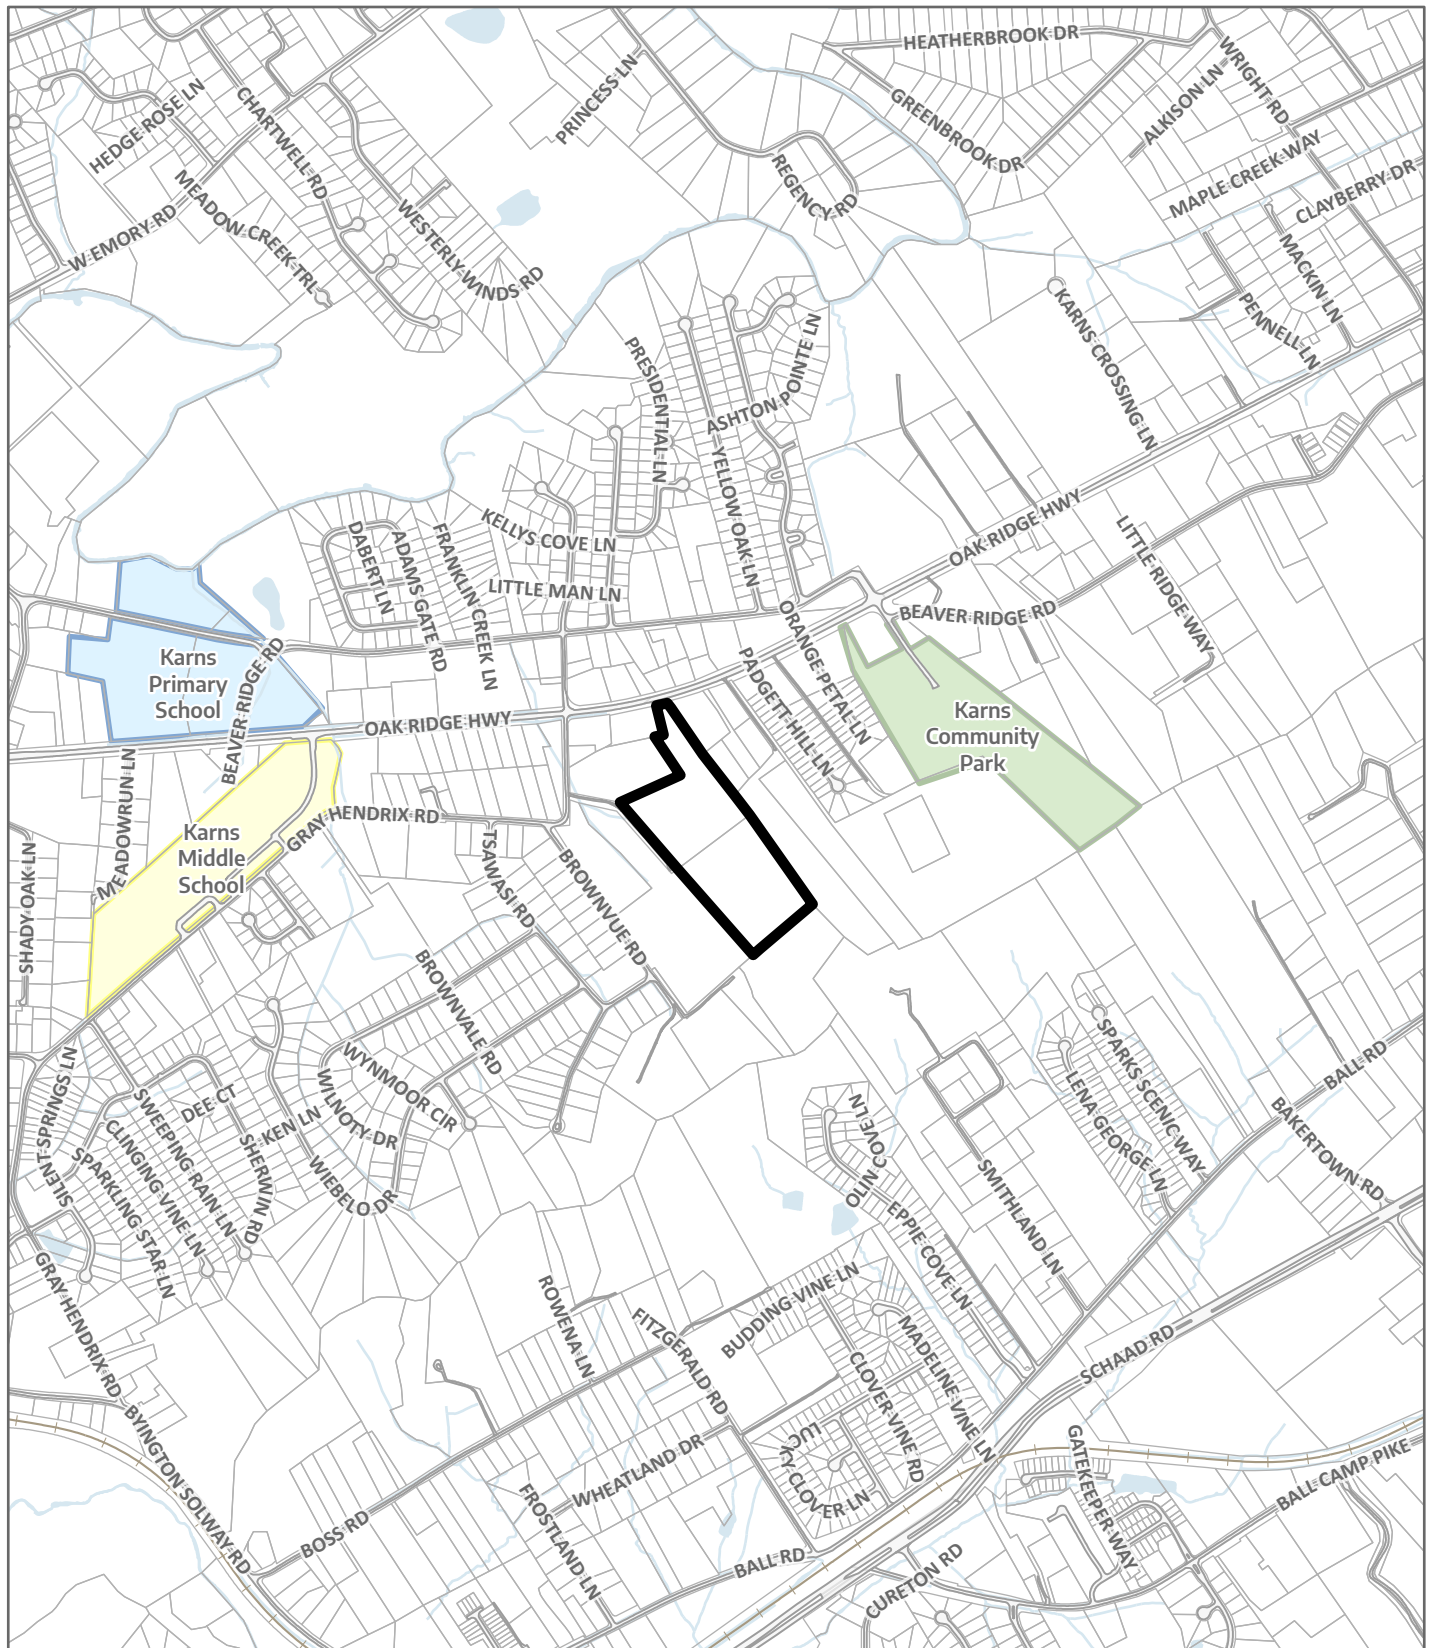 HEATHERBROOK DR
WRIGHT RD
PRINCESS LN
ALKISON LN
HEDGE ROSE LN
CHARTWELL RD
GREENBROOK DR
MAPLE CREEK WAY
REGENCY RD
CLAYBERRY DR
MEADOW CREEK TRL
W EMORY RD
WESTERLY WINDS RD
MACKIN LN
PENNELL LN
KARNS CROSSING LN
PRESIDENTIAL LN
ASHTON POINTE LN
YELLOW OAK LN
OAK RIDGE HWY
KELLYS COVE LN
DABERT LN
ADAMS GATE RD
FRANKLIN CREEK LN
LITTLE MAN LN
LITTLE RIDGE WAY
BEAVER RIDGE RD
ORANGE PETAL LN
PADGETT HILL LN
Karns
Primary
School
BEAVER RIDGE RD
OAK RIDGE HWY
Karns
Community
Park
MEADOWRUN LN
GRAY HENDRIX RD
Karns
Middle
School
SHADY OAK LN
TSAWASI RD
BROWNVUE RD
BROWNVALE RD
WYNMOOR CIR
WILNOTY DR
SILENT SPRINGS LN
DEE CT
SWEEPING RAIN LN
KEN LN
CLINGING VINE LN
SPARKLING STAR LN
SHERWIN RD
WIEBELO DR
SPARKS SCENIC WAY
LENA GEORGE LN
BALL RD
BAKERTOWN RD
OLIN COVE LN
SMITHLAND LN
EPPIE COVE LN
GRAY HENDRIX RD
ROWENA LN
FITZGERALD RD
BUDDING VINE LN
MADELINE VINE LN
CLOVER VINE RD
SCHAAD RD
LUCKY CLOVER LN
GATEKEEPER WAY
BALL CAMP PIKE
BYINGTON SOLWAY RD
WHEATLAND DR
FROSTLAND LN
BOSS RD
BALL RD
CURETON RD